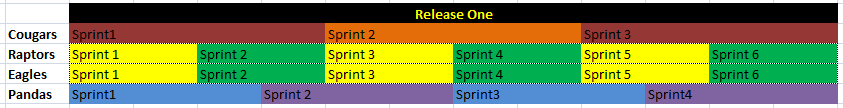 Release One
Cougars Sprint1 Sprint 2 Sprint 3
Raptors Sprint 1 Sprint 2 Sprint 3 Sprint 4 Sprint 5 Sprint 6
Eagles Sprint 1 Sprint 2 Sprint 3 Sprint 4 Sprint 5 Sprint 6
Pandas Sprint1 Sprint 2 Sprint3 Sprint4